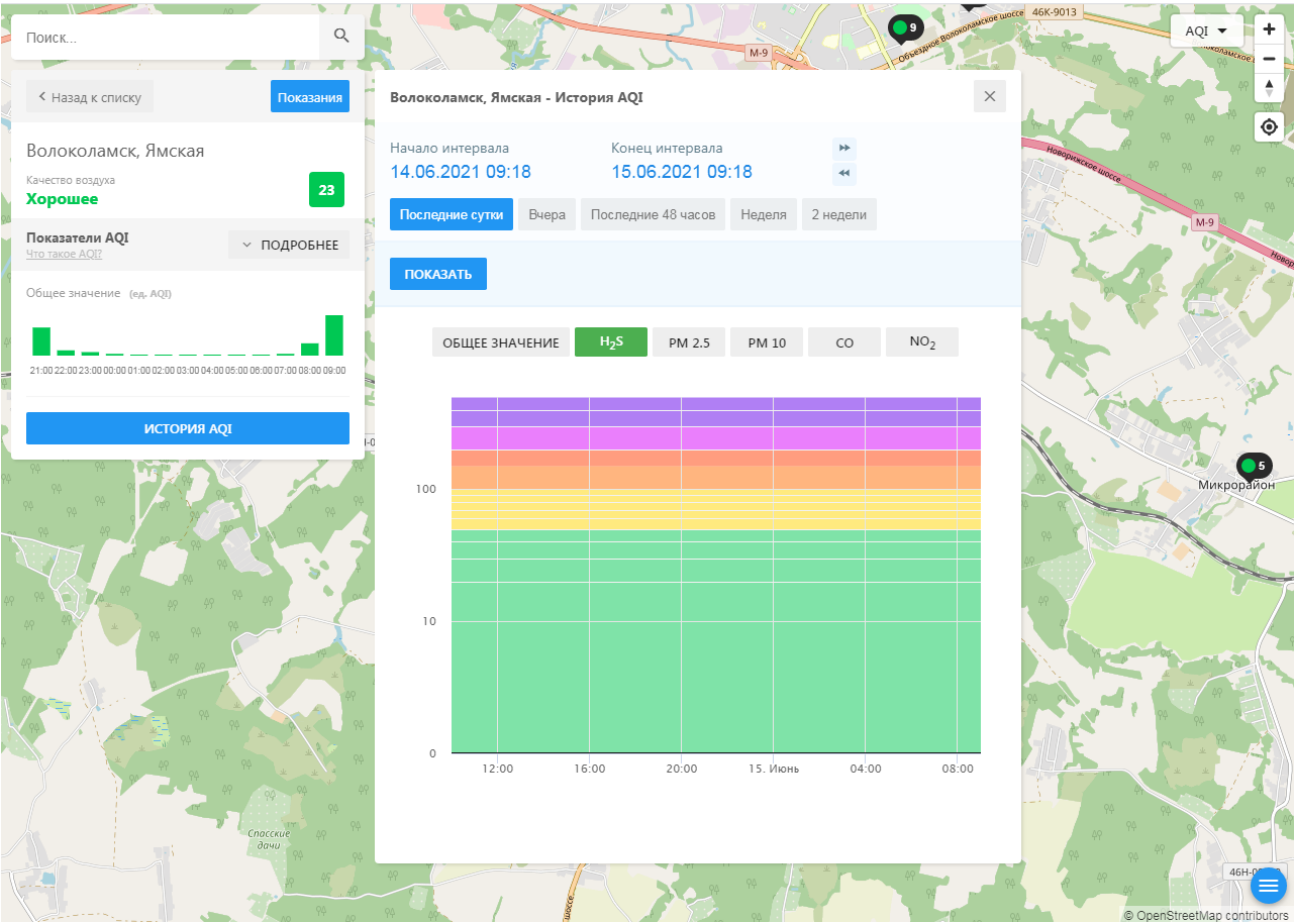 Поиск...
46K-9013
Объездное Волоколамское шоссе
9
AQI
M-9
Назад к списку
Показания
Волоколамск, Ямская - История AQI
Волоколамск, Ямская
Качество воздуха
Хорошее
23
Начало интервала
Конец интервала
14.06.2021 09:18
15.06.2021 09:18
Последние сутки
Вчера
Последние 48 часов
Неделя
2 недели
Показатели AQI
Что такое AQI?
ПОДРОБНЕЕ
ПОКАЗАТЬ
Общее значение (ед. AQI)
21:00 22:00 23:00 00:00 01:00 02:00 03:00 04:00 05:00 06:00 07:00 08:00 09:00
ИСТОРИЯ AQI
ОБЩЕЕ ЗНАЧЕНИЕ
H₂S
PM 2.5
PM 10
CO
NO₂
100
10
0
12:00
16:00
20:00
15. Июнь
04:00
08:00
Новорижское шоссе
M-9
5
Микрорайон
Спасские
дачи
© OpenStreetMap contributors